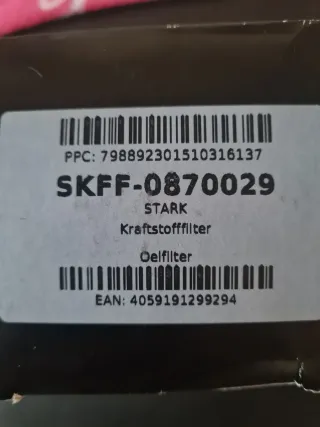 PPC: 798892301510316137
SKFF-0870029
STARK
Kraftstofffilter
Oelfilter
EAN: 4059191299294